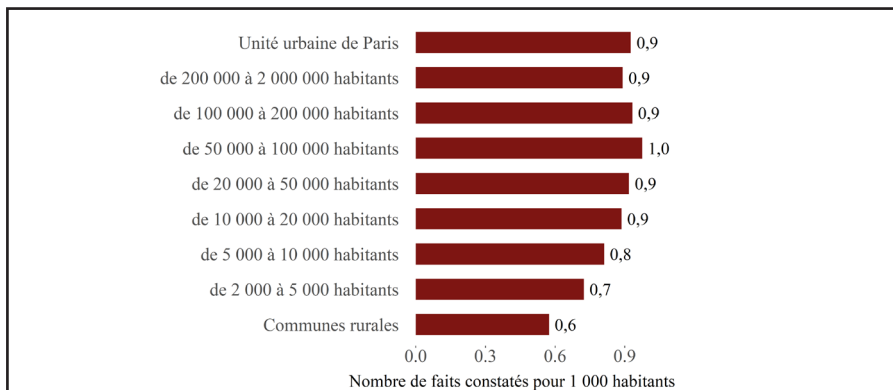 Unité urbaine de Paris 0,9
de 200 000 à 2 000 000 habitants 0,9
de 100 000 à 200 000 habitants 0,9
de 50 000 à 100 000 habitants 1,0
de 20 000 à 50 000 habitants 0,9
de 10 000 à 20 000 habitants 0,9
de 5 000 à 10 000 habitants 0,8
de 2 000 à 5 000 habitants 0,7
Communes rurales 0,6
0.0 0.3 0.6 0.9
Nombre de faits constatés pour 1 000 habitants